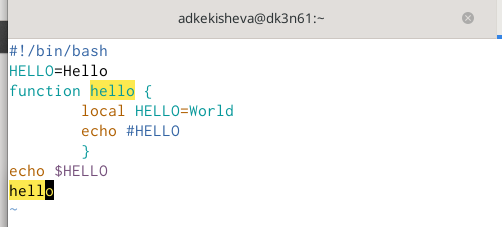 adkekisheva@dk3n61:~
#!/bin/bash
HELLO=Hello
function hello {
        local HELLO=World
        echo #HELLO
        }
echo $HELLO
hello
~